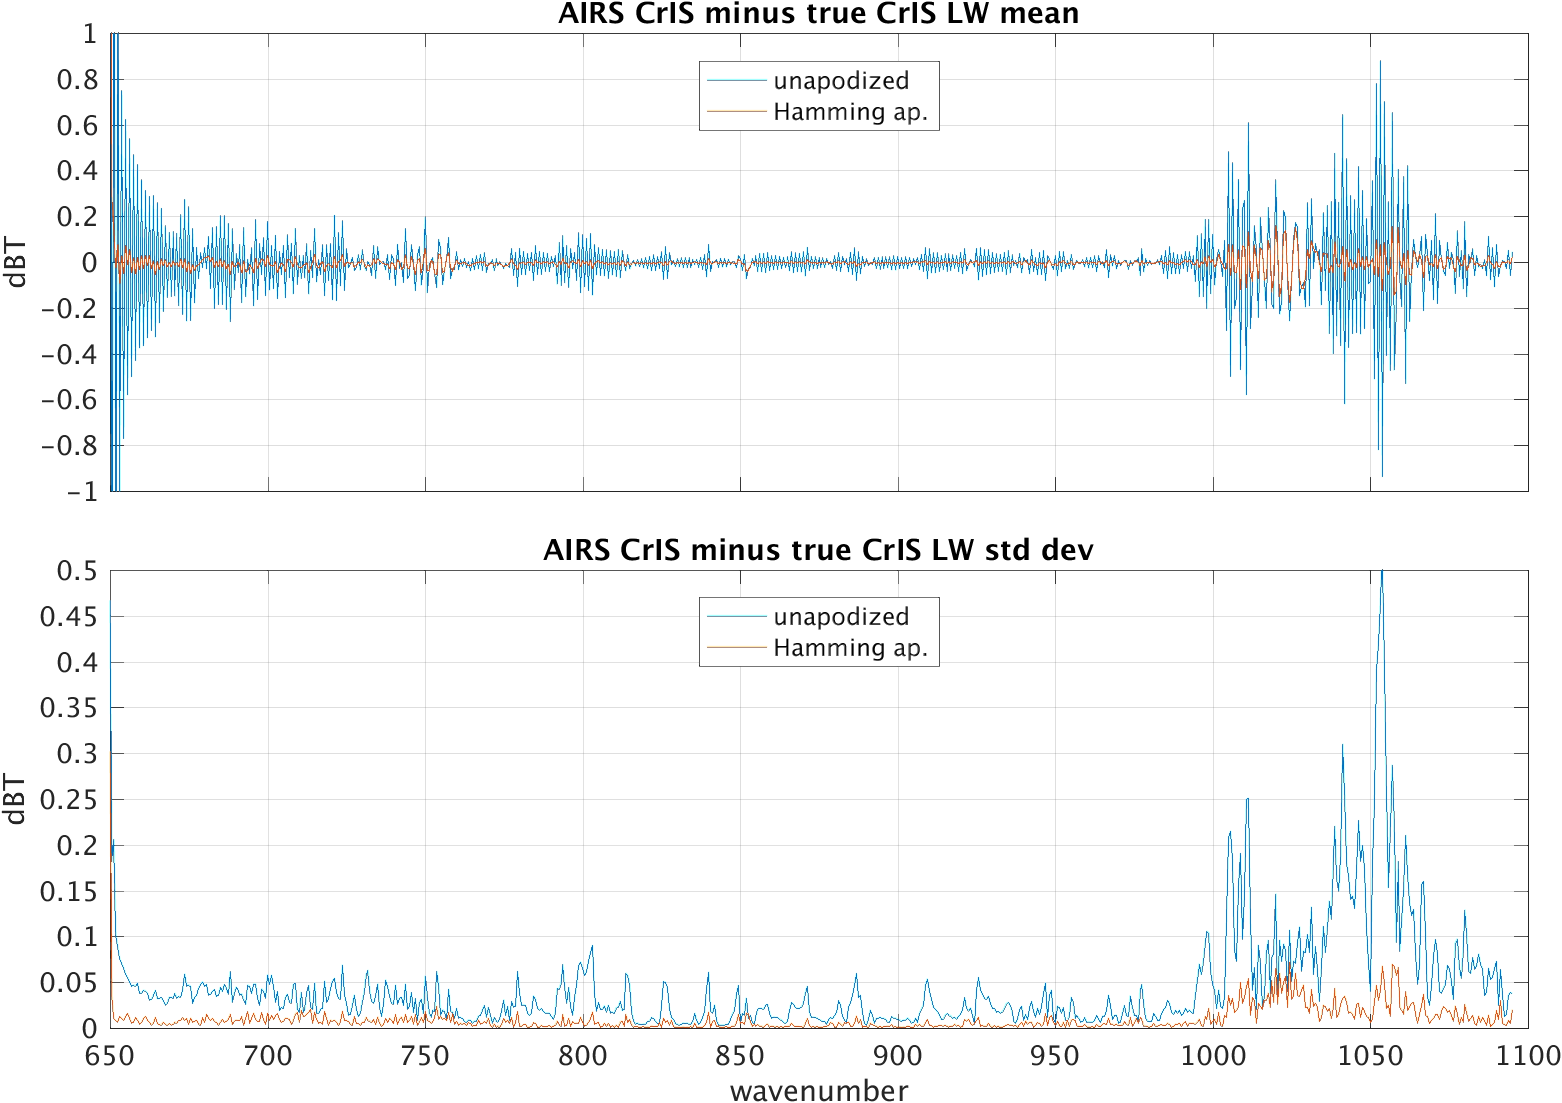 AIRS CrIS minus true CrIS LW mean
1
0.8
0.6
0.4
0.2
0
−0.2
−0.4
−0.6
−0.8
−1
dBT
unapodized
Hamming ap.
AIRS CrIS minus true CrIS LW std dev
0.5
0.45
0.4
0.35
0.3
0.25
0.2
0.15
0.1
0.05
0
dBT
unapodized
Hamming ap.
650 700 750 800 850 900 950 1000 1050 1100
wavenumber